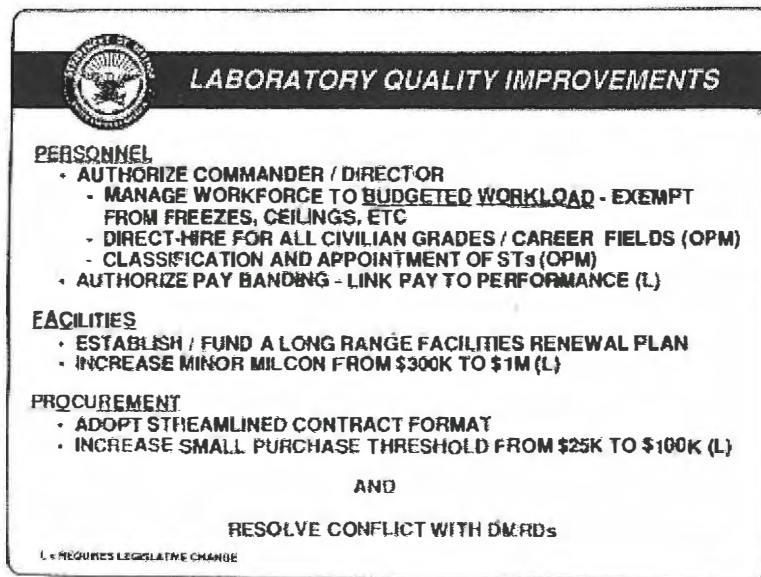 LABORATORY QUALITY IMPROVEMENTS
PERSONNEL
- AUTHORIZE COMMANDER / DIRECTOR
- MANAGE WORKFORCE TO BUDGETED WORKLOAD - EXEMPT
FROM FREEZES, CEILINGS, ETC
- DIRECT-HIRE FOR ALL CIVILIAN GRADES / CAREER FIELDS (OPM)
- CLASSIFICATION AND APPOINTMENT OF STs (OPM)
- AUTHORIZE PAY BANDING - LINK PAY TO PERFORMANCE (L)
FACILITIES
- ESTABLISH / FUND A LONG RANGE FACILITIES RENEWAL PLAN
- INCREASE MINOR MILCON FROM $300K TO $1M (L)
PROCUREMENT
- ADOPT STREAMLINED CONTRACT FORMAT
- INCREASE SMALL PURCHASE THRESHOLD FROM $25K TO $100K (L)
AND
RESOLVE CONFLICT WITH DMRDs
L = REQUIRES LEGISLATIVE CHANGE